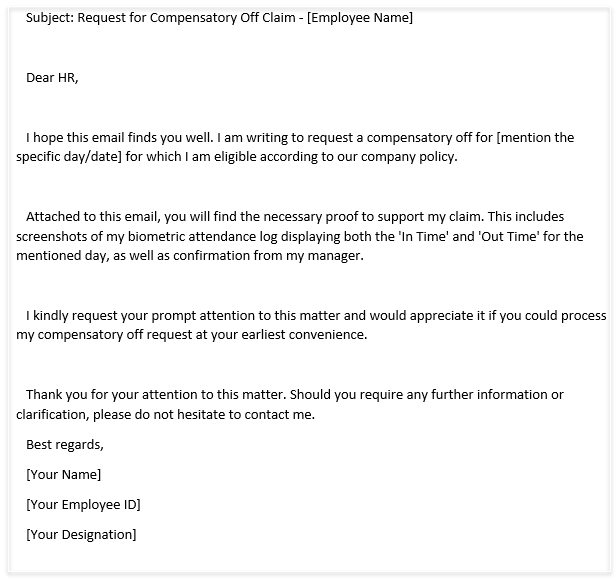 Subject: Request for Compensatory Off Claim - [Employee Name]
Dear HR,
I hope this email finds you well. I am writing to request a compensatory off for [mention the
specific day/date] for which I am eligible according to our company policy.
Attached to this email, you will find the necessary proof to support my claim. This includes
screenshots of my biometric attendance log displaying both the 'In Time' and 'Out Time' for the
mentioned day, as well as confirmation from my manager.
I kindly request your prompt attention to this matter and would appreciate it if you could process
my compensatory off request at your earliest convenience.
Thank you for your attention to this matter. Should you require any further information or
clarification, please do not hesitate to contact me.
Best regards,
[Your Name]
[Your Employee ID]
[Your Designation]